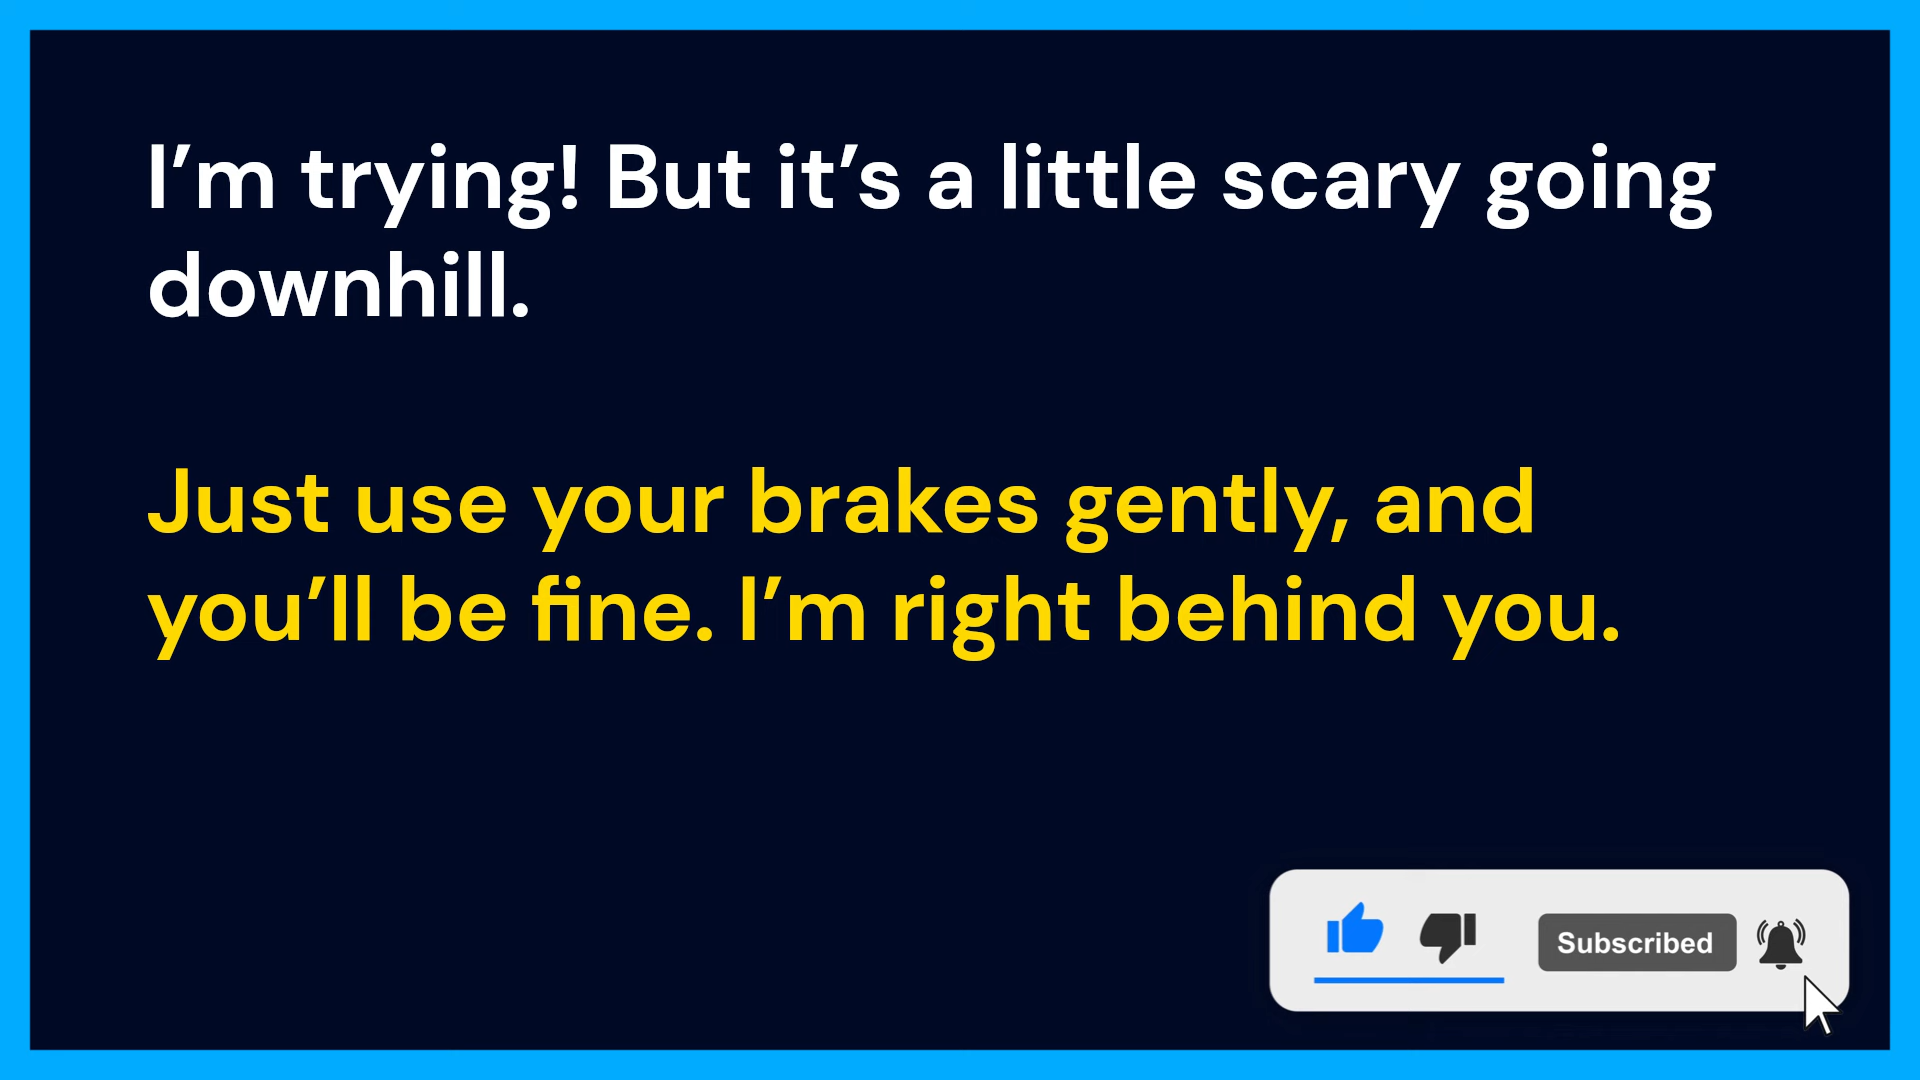 I’m trying! But it’s a little scary going
downhill.
Just use your brakes gently, and
you’ll be fine. I’m right behind you.
Subscribed